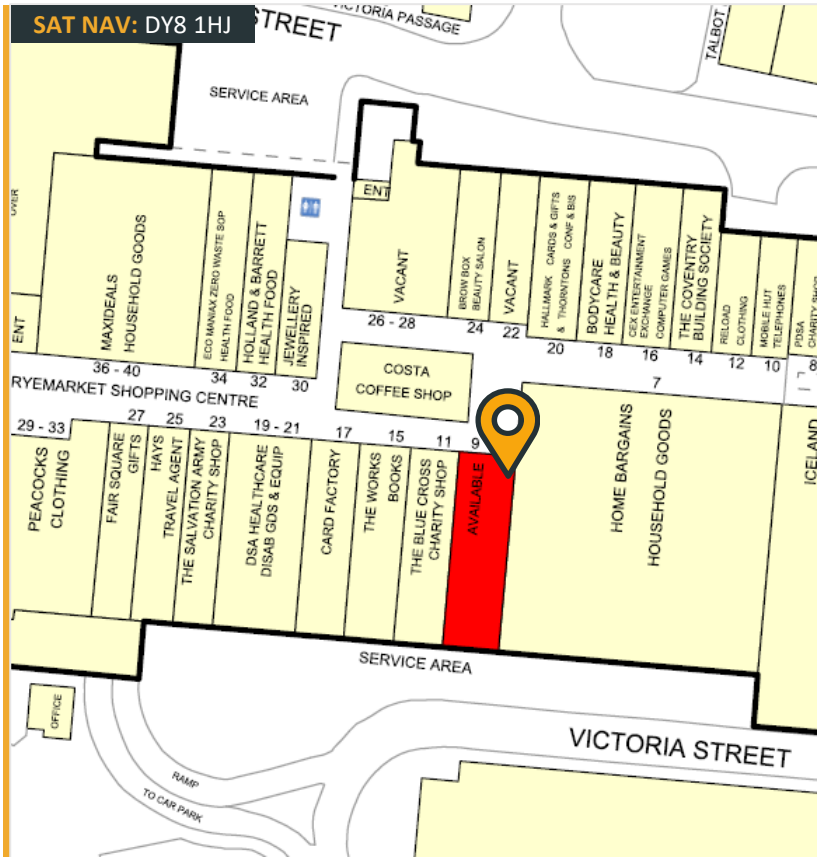 SAT NAV: DY8 1HJ
STREET
VICTORIA PASSAGE
TALBOT
SERVICE AREA
OVER
ENT
MAXIDEALS
HOUSEHOLD GOODS
36 - 40
ECO MANIAX ZERO WASTE SOP
HEALTH FOOD
34
HOLLAND & BARRETT
HEALTH FOOD
32
JEWELLERY
INSPIRED
30
ENT
VACANT
26 - 28
BROW BOX
BEAUTY SALON
24
VACANT
22
HALLMARK CARDS & GIFTS
& THORNTONS CONF & BIS
20
BODYCARE
HEALTH & BEAUTY
18
CEX ENTERTAINMENT
EXCHANGE
COMPUTER GAMES
16
THE COVENTRY
BUILDING SOCIETY
14
RELOAD
CLOTHING
12
MOBILE HUT
TELEPHONES
10
PDSA
CHARITY SHOP
8
COSTA
COFFEE SHOP
RYEMARKET SHOPPING CENTRE
29 - 33
PEACOCKS
CLOTHING
27
FAIR SQUARE
GIFTS
25
HAYS
TRAVEL AGENT
23
THE SALVATION ARMY
CHARITY SHOP
19 - 21
DSA HEALTHCARE
DISAB GDS & EQUIP
17
CARD FACTORY
15
THE WORKS
BOOKS
11
THE BLUE CROSS
CHARITY SHOP
9
AVAILABLE
7
HOME BARGAINS
HOUSEHOLD GOODS
ICELAND
SERVICE AREA
OFFICE
VICTORIA STREET
RAMP
TO CAR PARK